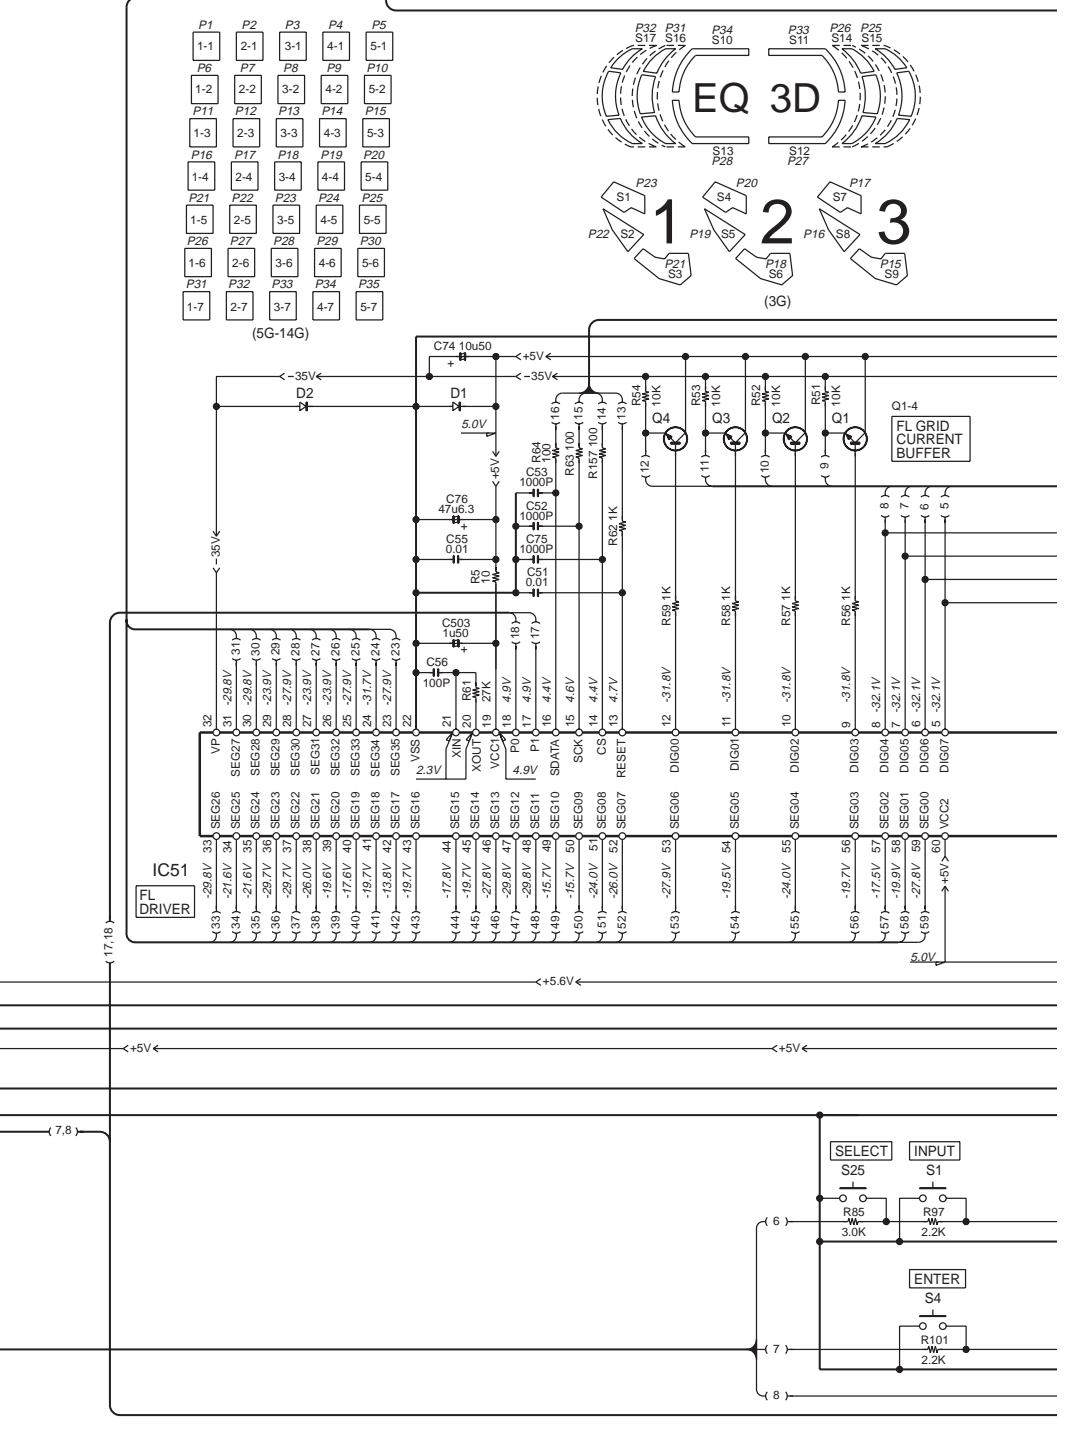 P1 P2 P3 P4 P5
1-1 2-1 3-1 4-1 5-1
P6 P7 P8 P9 P10
1-2 2-2 3-2 4-2 5-2
P11 P12 P13 P14 P15
1-3 2-3 3-3 4-3 5-3
P16 P17 P18 P19 P20
1-4 2-4 3-4 4-4 5-4
P21 P22 P23 P24 P25
1-5 2-5 3-5 4-5 5-5
P26 P27 P28 P29 P30
1-6 2-6 3-6 4-6 5-6
P31 P32 P33 P34 P35
1-7 2-7 3-7 4-7 5-7
(5G-14G)
P32 P31 P34 P33 P26 P25
S17 S16 S10 S11 S14 S15
EQ 3D
S13 S12
P28 P27
P23 P20 P17
S1 S4 S7
1 2 3
P22 S2 P19 S5 P16 S8
P21 P18 P15
S3 S6 S9
(3G)
C74 10u50
+
+5V
-35V -35V
D2 D1
5.0V
+5V
-35V
16 15 14 13
R64 100
R63 100
R157 100
R62 1K
R54 10K
R53 10K
R52 10K
R51 10K
Q4 Q3 Q2 Q1
Q1-4
FL GRID
CURRENT
BUFFER
12 11 10 9
8 7 6 5
C53
1000P
C52
1000P
C75
1000P
C51
0.01
C76
47u6.3
+
C55
0.01
R5
10
C503
1u50
+
C56
100P
R61
27K
R59 1K
R58 1K
R57 1K
R56 1K
18 17
31 30 29 28 27 26 25 24 23
-29.8V -29.8V -23.9V -27.9V -23.9V -23.9V -27.9V -31.7V -27.9V
4.9V 4.9V 4.4V 4.6V 4.4V 4.7V -31.8V -31.8V -31.8V -31.8V -32.1V -32.1V -32.1V -32.1V
32 31 30 29 28 27 26 25 24 23 22 21 20 19 18 17 16 15 14 13 12 11 10 9 8 7 6 5
VP SEG27 SEG28 SEG29 SEG30 SEG31 SEG32 SEG33 SEG34 SEG35 VSS XIN XOUT VCC1 P0 P1 SDATA SCK CS RESET DIG00 DIG01 DIG02 DIG03 DIG04 DIG05 DIG06 DIG07
2.3V 4.9V
SEG26 SEG25 SEG24 SEG23 SEG22 SEG21 SEG20 SEG19 SEG18 SEG17 SEG16 SEG15 SEG14 SEG13 SEG12 SEG11 SEG10 SEG09 SEG08 SEG07 SEG06 SEG05 SEG04 SEG03 SEG02 SEG01 SEG00 VCC2
33 34 35 36 37 38 39 40 41 42 43 44 45 46 47 48 49 50 51 52 53 54 55 56 57 58 59 60
IC51
FL
DRIVER
-29.8V -21.6V -21.6V -29.7V -29.7V -26.0V -19.6V -17.6V -19.7V -13.8V -19.7V -17.8V -19.7V -27.8V -29.8V -29.8V -15.7V -15.7V -24.0V -26.0V -27.9V -19.5V -24.0V -19.7V -17.5V -19.9V -27.8V +5V
33 34 35 36 37 38 39 40 41 42 43 44 45 46 47 48 49 50 51 52 53 54 55 56 57 58 59
17,18
5.0V
+5.6V
+5V +5V
7,8
SELECT INPUT
S25 S1
6 R85 R97
3.0K 2.2K
ENTER
S4
7 R101
2.2K
8